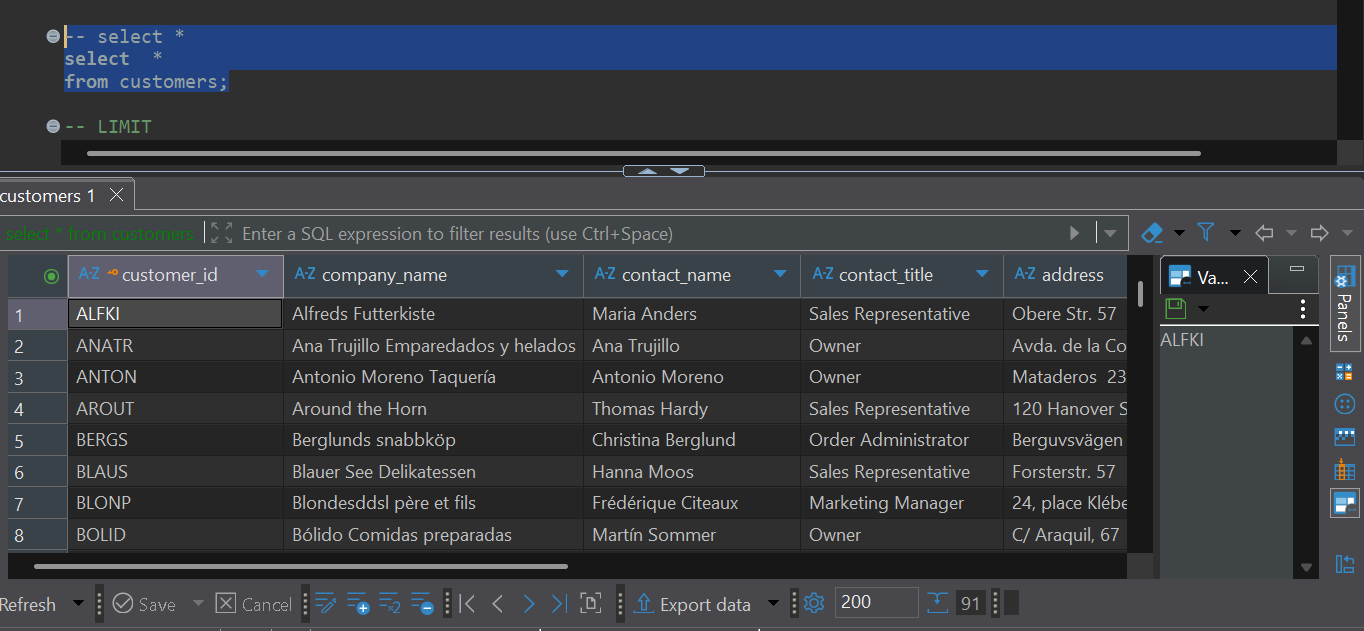 -- select *
select  *
from customers;
-- LIMIT
customers 1
select * from customers
Enter a SQL expression to filter results (use Ctrl+Space)
A-Z customer_id A-Z company_name A-Z contact_name A-Z contact_title A-Z address
1 ALFKI Alfreds Futterkiste Maria Anders Sales Representative Obere Str. 57
2 ANATR Ana Trujillo Emparedados y helados Ana Trujillo Owner Avda. de la Co
3 ANTON Antonio Moreno Taquería Antonio Moreno Owner Mataderos  23
4 AROUT Around the Horn Thomas Hardy Sales Representative 120 Hanover S
5 BERGS Berglunds snabbköp Christina Berglund Order Administrator Berguvsvägen
6 BLAUS Blauer See Delikatessen Hanna Moos Sales Representative Forsterstr. 57
7 BLONP Blondesddsl père et fils Frédérique Citeaux Marketing Manager 24, place Klébe
8 BOLID Bólido Comidas preparadas Martín Sommer Owner C/ Araquil, 67
Va...
ALFKI
Panels
Refresh Save Cancel Export data 200 91